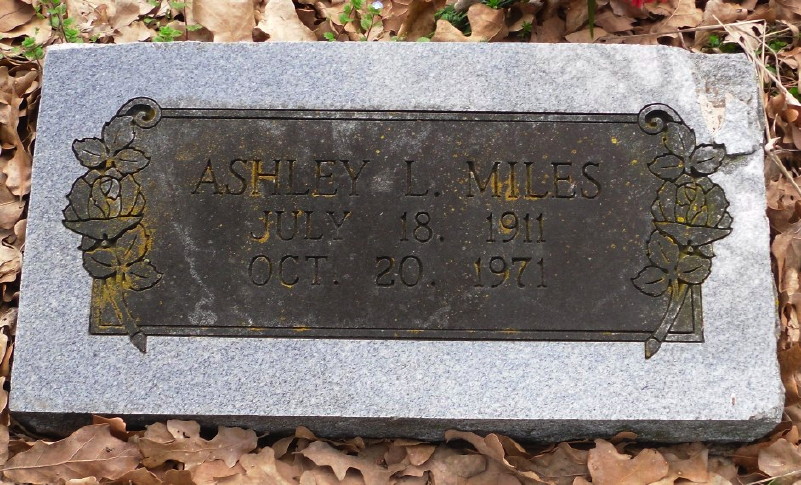 ASHLEY L. MILES
JULY 18. 1911
OCT. 20. 1971